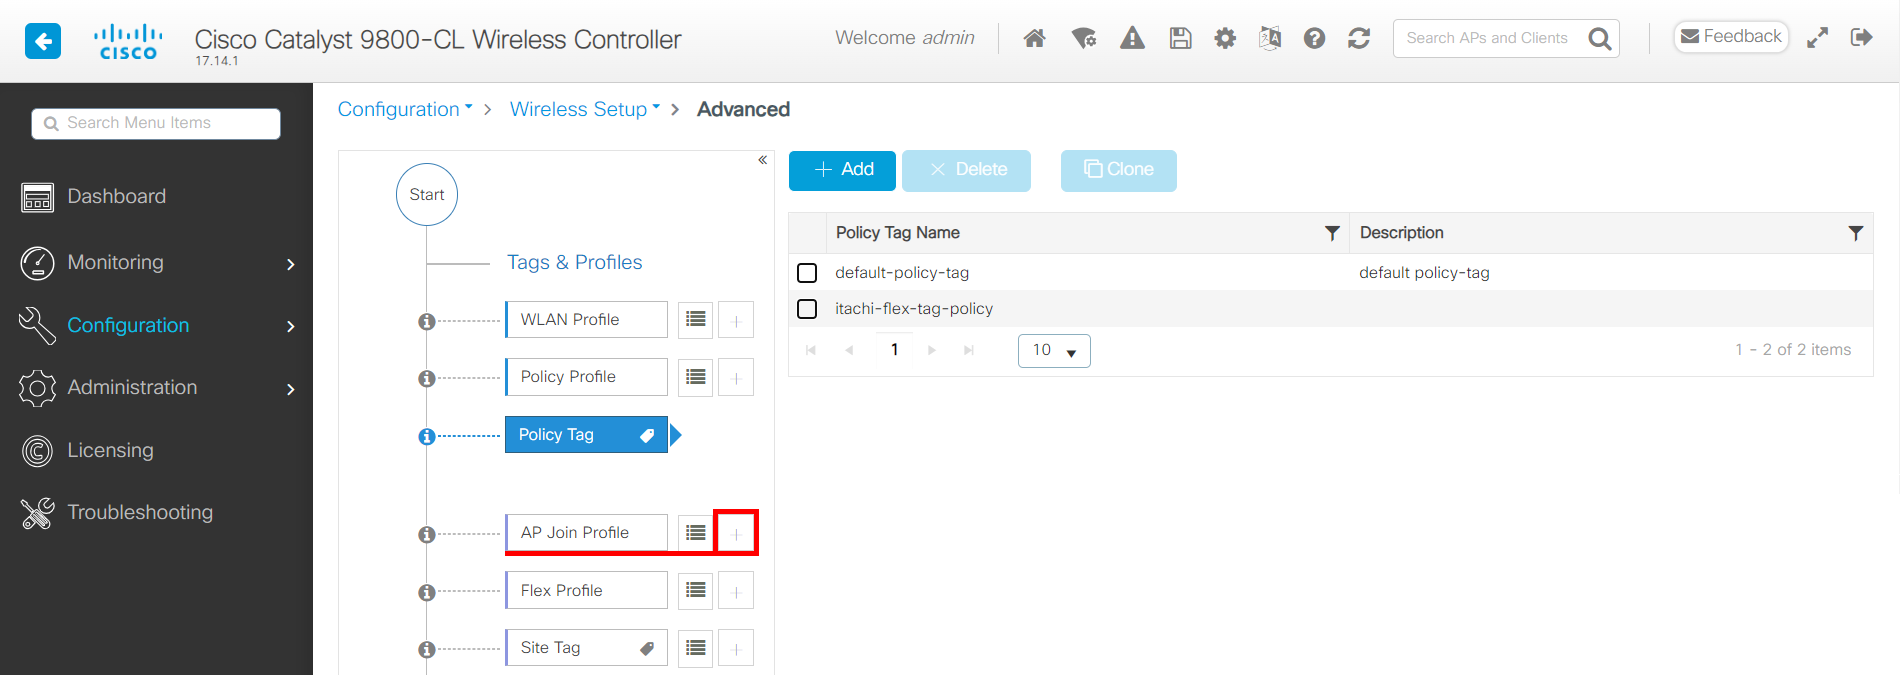 cisco
Cisco Catalyst 9800-CL Wireless Controller
17.14.1
Welcome admin
Search APs and Clients
Feedback
Search Menu Items
Dashboard
Monitoring
Configuration
Administration
Licensing
Troubleshooting
Configuration > Wireless Setup > Advanced
Start
Tags & Profiles
WLAN Profile
Policy Profile
Policy Tag
AP Join Profile
Flex Profile
Site Tag
+ Add
× Delete
Clone
Policy Tag Name Description
default-policy-tag default policy-tag
itachi-flex-tag-policy
1 10 1 - 2 of 2 items